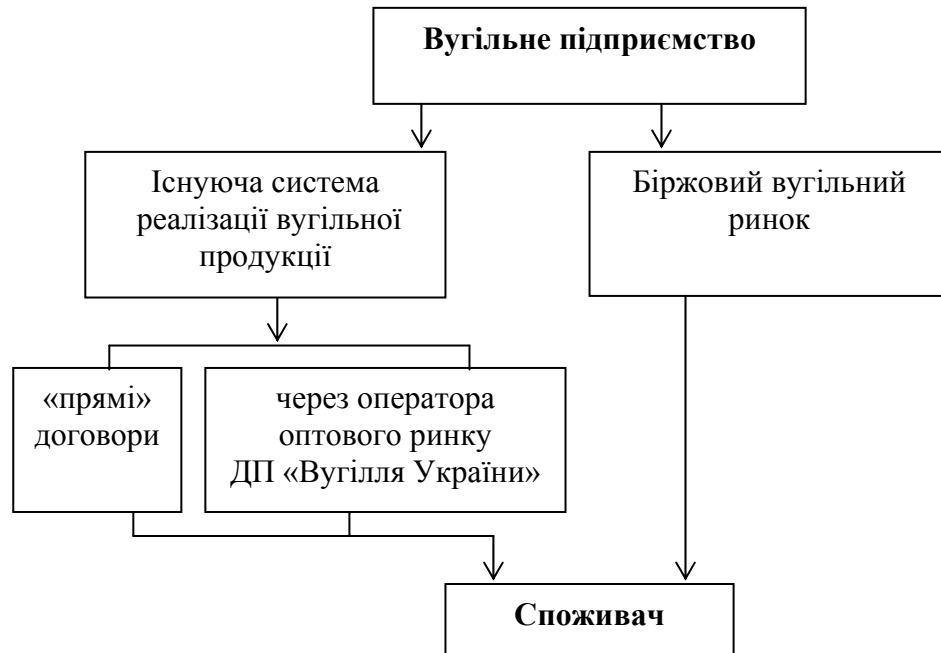 Вугільне підприємство
Існуюча система
реалізації вугільної
продукції
Біржовий вугільний
ринок
«прямі»
договори
через оператора
оптового ринку
ДП «Вугілля України»
Споживач